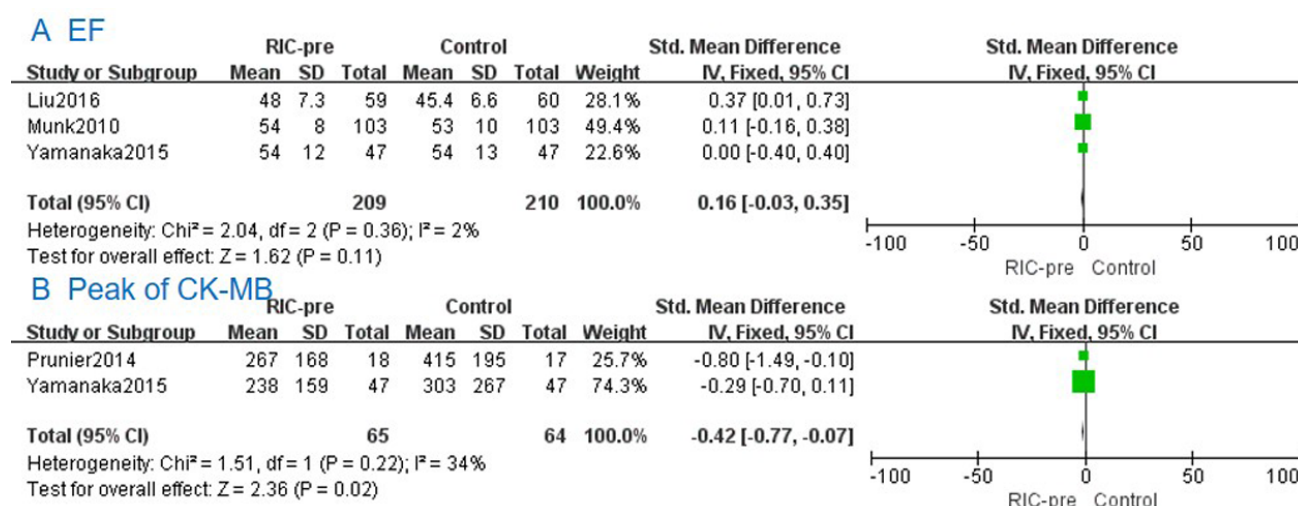 A EF
RIC-pre Control Std. Mean Difference Std. Mean Difference
Study or Subgroup Mean SD Total Mean SD Total Weight IV, Fixed, 95% CI IV, Fixed, 95% CI
Liu2016 48 7.3 59 45.4 6.6 60 28.1% 0.37 [0.01, 0.73]
Munk2010 54 8 103 53 10 103 49.4% 0.11 [-0.16, 0.38]
Yamanaka2015 54 12 47 54 13 47 22.6% 0.00 [-0.40, 0.40]
Total (95% CI) 209 210 100.0% 0.16 [-0.03, 0.35]
Heterogeneity: Chi² = 2.04, df = 2 (P = 0.36); I² = 2%
Test for overall effect: Z = 1.62 (P = 0.11)
-100 -50 0 50 100
RIC-pre Control
B Peak of CK-MB
RIC-pre Control Std. Mean Difference Std. Mean Difference
Study or Subgroup Mean SD Total Mean SD Total Weight IV, Fixed, 95% CI IV, Fixed, 95% CI
Prunier2014 267 168 18 415 195 17 25.7% -0.80 [-1.49, -0.10]
Yamanaka2015 238 159 47 303 267 47 74.3% -0.29 [-0.70, 0.11]
Total (95% CI) 65 64 100.0% -0.42 [-0.77, -0.07]
Heterogeneity: Chi² = 1.51, df = 1 (P = 0.22); I² = 34%
Test for overall effect: Z = 2.36 (P = 0.02)
-100 -50 0 50 100
RIC-pre Control